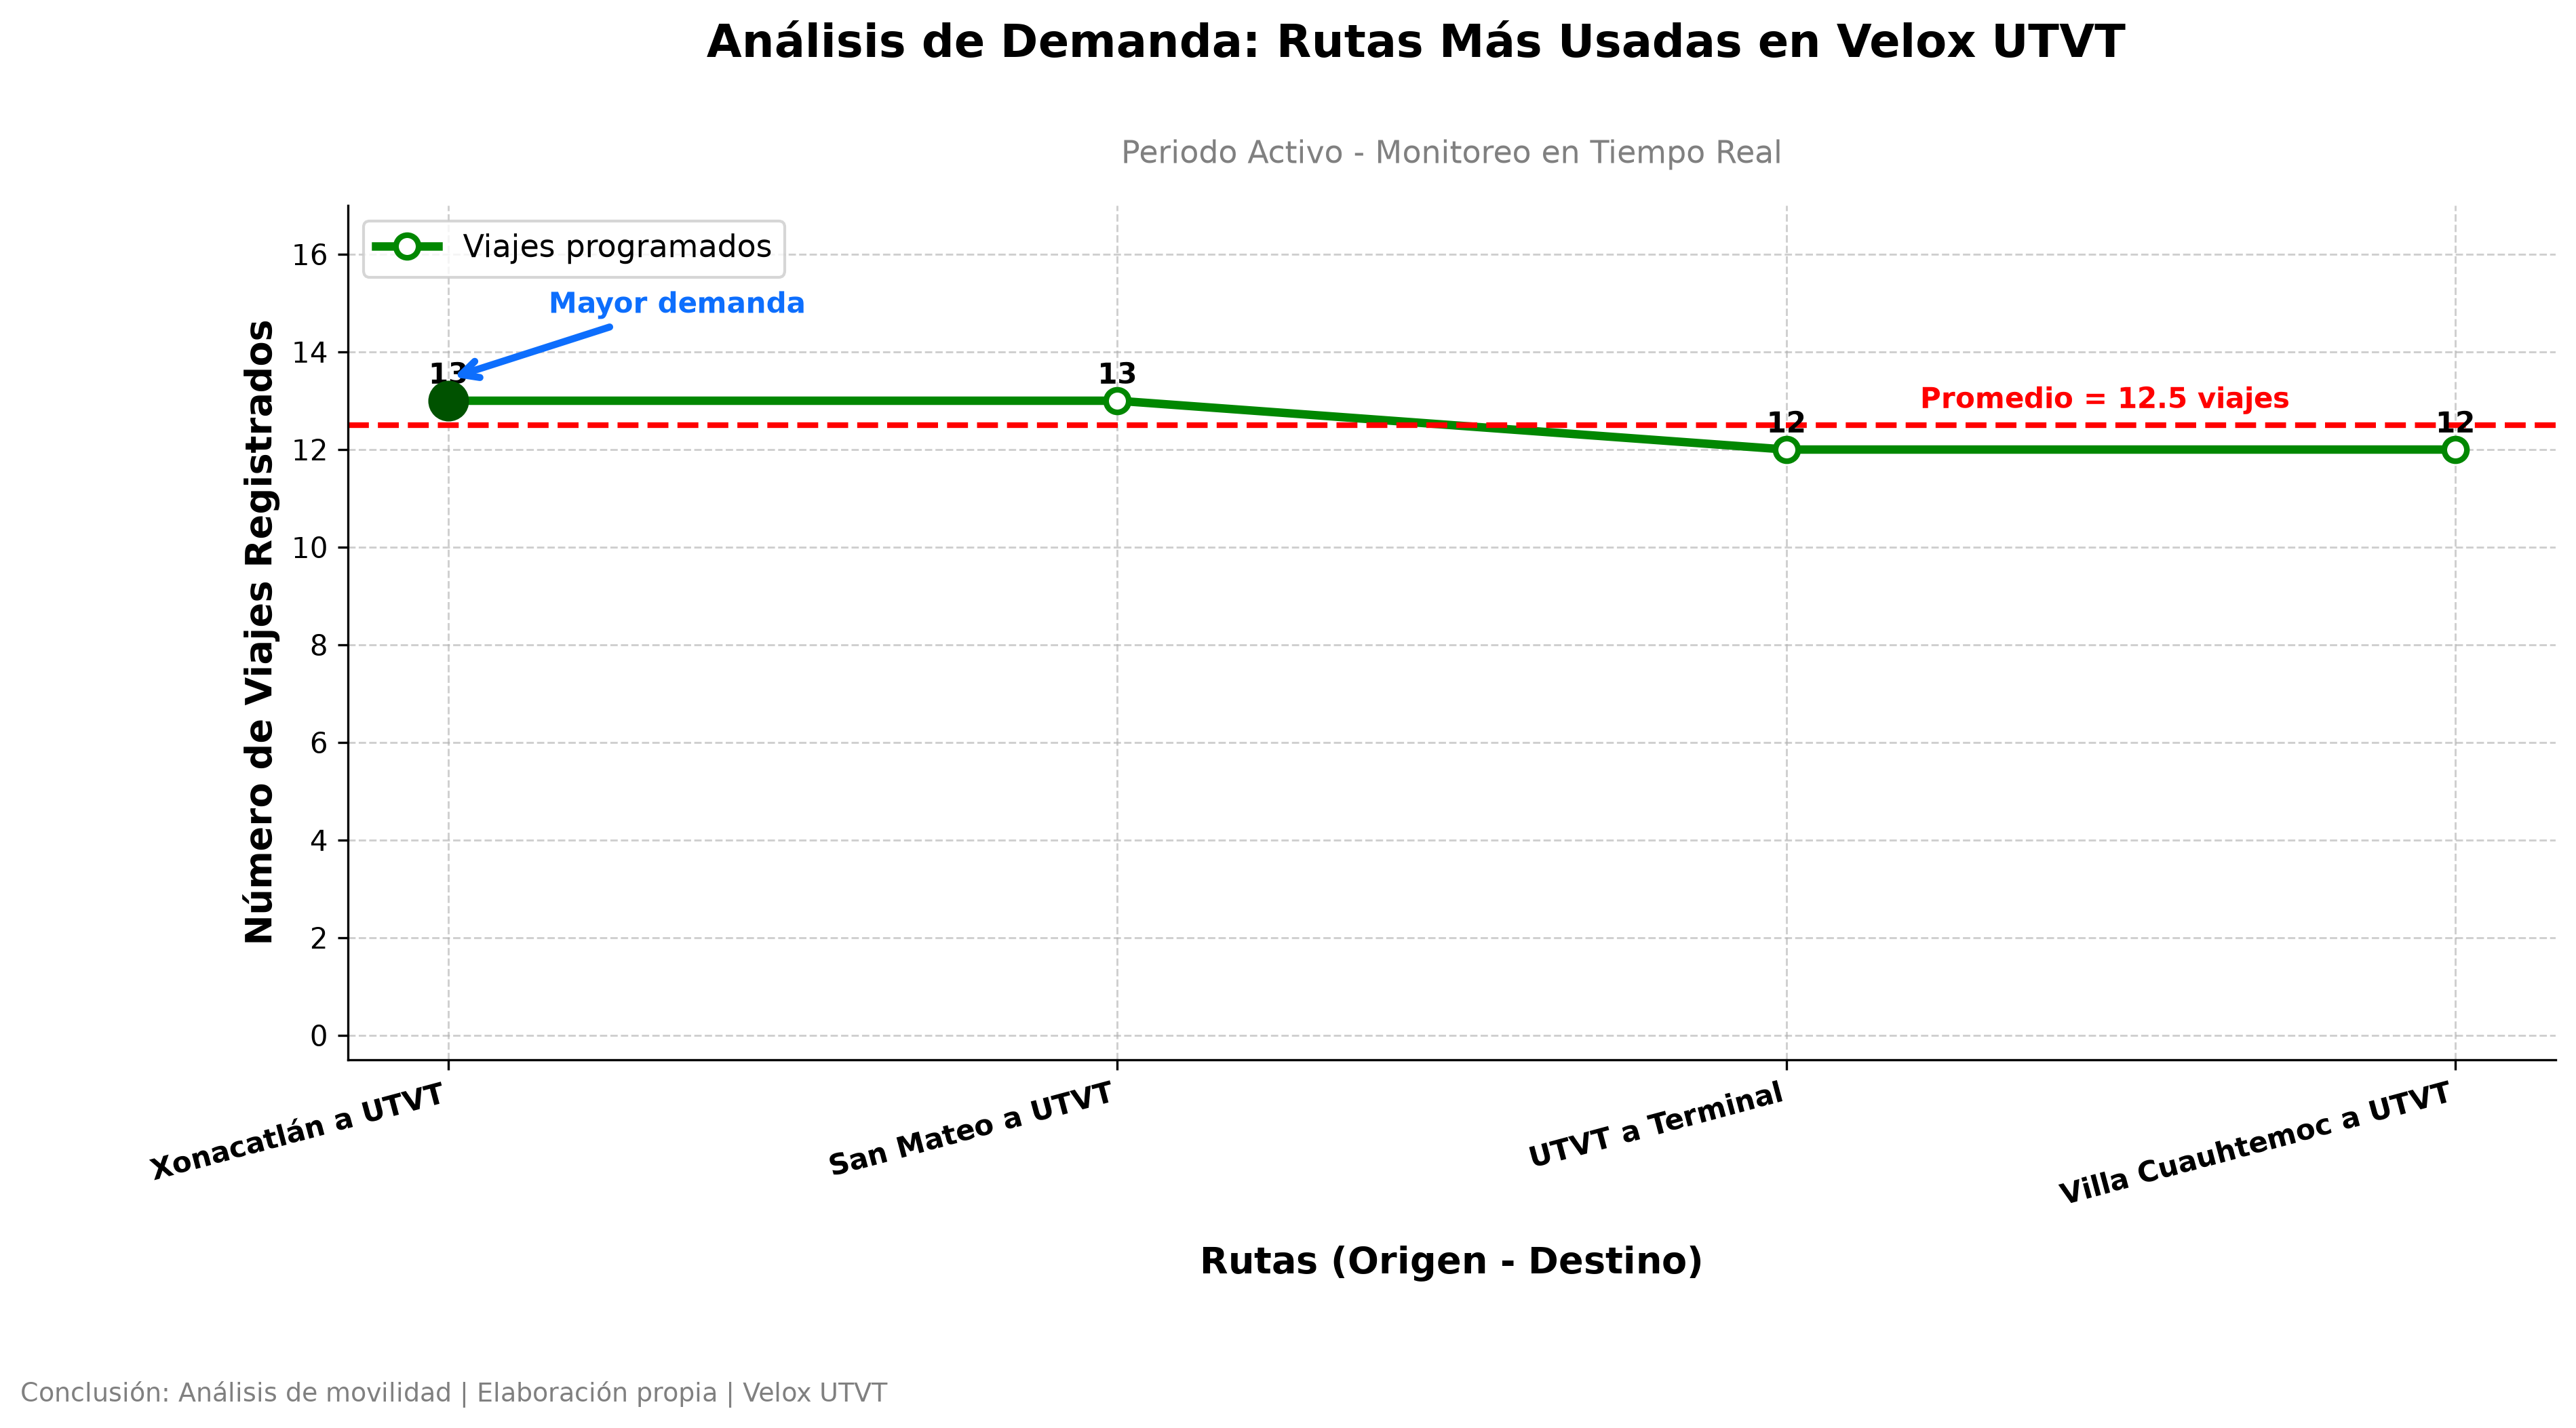 Análisis de Demanda: Rutas Más Usadas en Velox UTVT
Periodo Activo - Monitoreo en Tiempo Real
Viajes programados
Mayor demanda
Promedio = 12.5 viajes
13
13
12
12
Número de Viajes Registrados
16
14
12
10
8
6
4
2
0
Xonacatlán a UTVT
San Mateo a UTVT
UTVT a Terminal
Villa Cuauhtemoc a UTVT
Rutas (Origen - Destino)
Conclusión: Análisis de movilidad | Elaboración propia | Velox UTVT